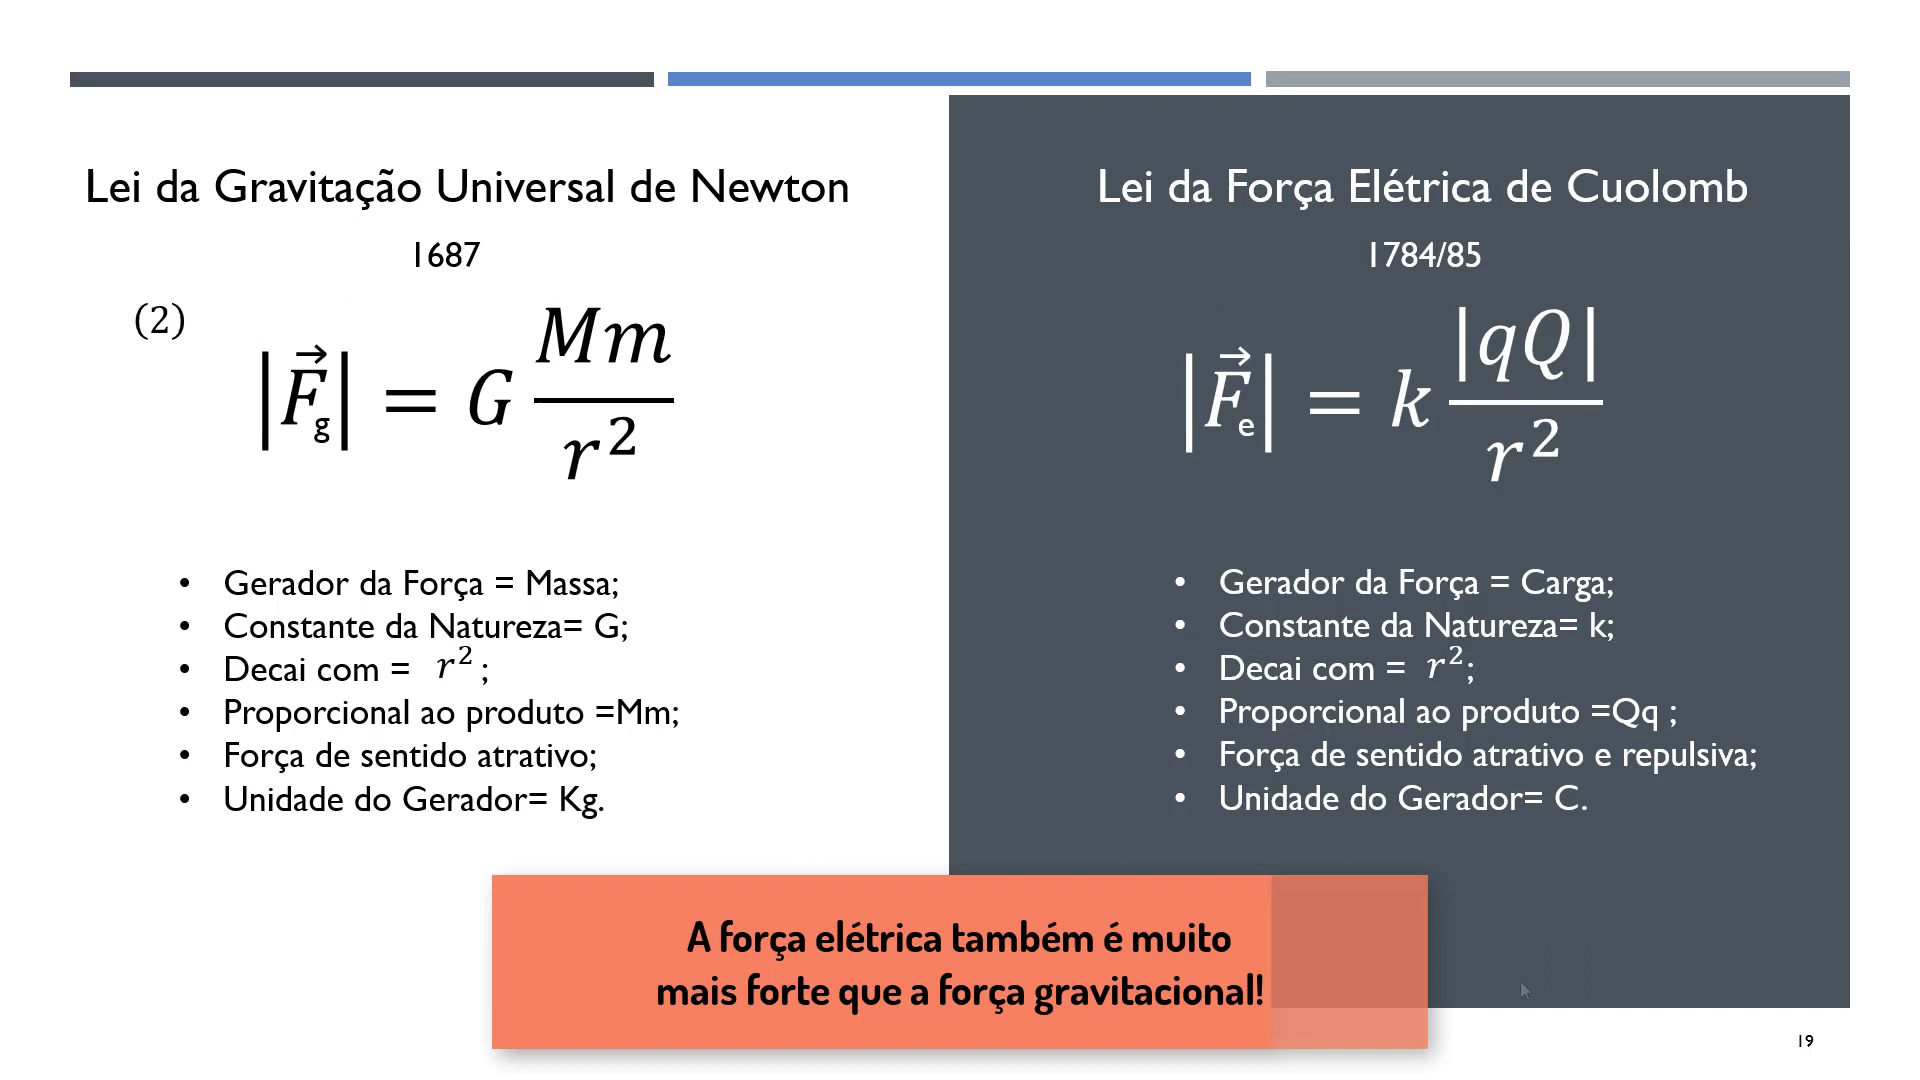 Lei da Gravitação Universal de Newton
1687
(2)
|F⃗g| = G Mm / r²
• Gerador da Força = Massa;
• Constante da Natureza= G;
• Decai com = r² ;
• Proporcional ao produto =Mm;
• Força de sentido atrativo;
• Unidade do Gerador= Kg.
Lei da Força Elétrica de Cuolomb
1784/85
|F⃗e| = k |qQ| / r²
• Gerador da Força = Carga;
• Constante da Natureza= k;
• Decai com = r²;
• Proporcional ao produto =Qq ;
• Força de sentido atrativo e repulsiva;
• Unidade do Gerador= C.
A força elétrica também é muito
mais forte que a força gravitacional!
19